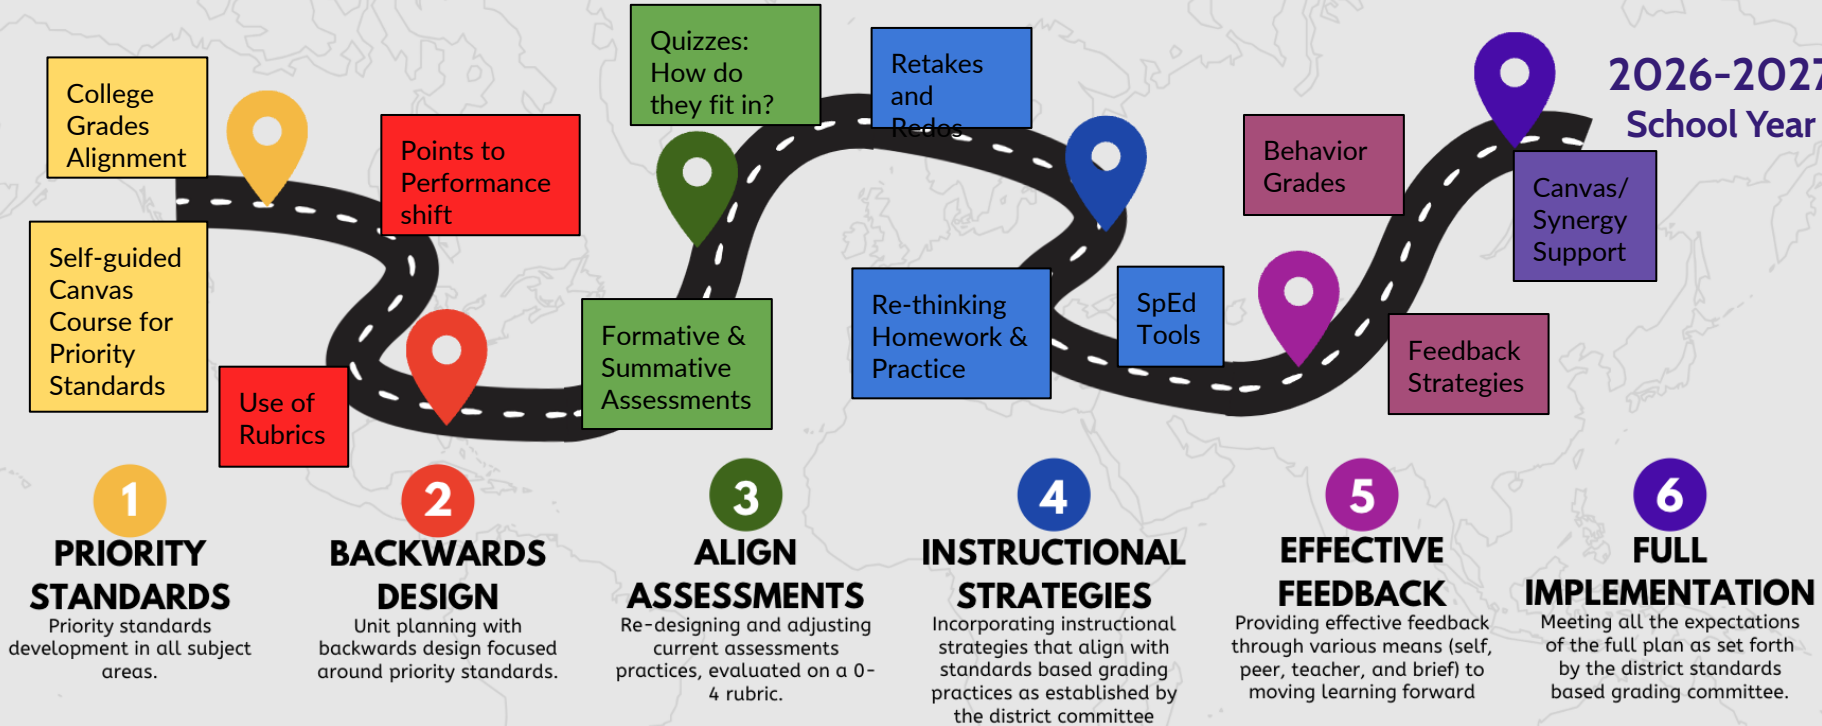 College
Grades
Alignment
Self-guided
Canvas
Course for
Priority
Standards
Points to
Performance
shift
Use of
Rubrics
Quizzes:
How do
they fit in?
Formative &
Summative
Assessments
Retakes
and
Redos
Re-thinking
Homework &
Practice
SpEd
Tools
Behavior
Grades
Feedback
Strategies
Canvas/
Synergy
Support
2026-2027
School Year
1
PRIORITY
STANDARDS
Priority standards
development in all subject
areas.
2
BACKWARDS
DESIGN
Unit planning with
backwards design focused
around priority standards.
3
ALIGN
ASSESSMENTS
Re-designing and adjusting
current assessments
practices, evaluated on a 0-
4 rubric.
4
INSTRUCTIONAL
STRATEGIES
Incorporating instructional
strategies that align with
standards based grading
practices as established by
the district committee
5
EFFECTIVE
FEEDBACK
Providing effective feedback
through various means (self,
peer, teacher, and brief) to
moving learning forward
6
FULL
IMPLEMENTATION
Meeting all the expectations
of the full plan as set forth
by the district standards
based grading committee.